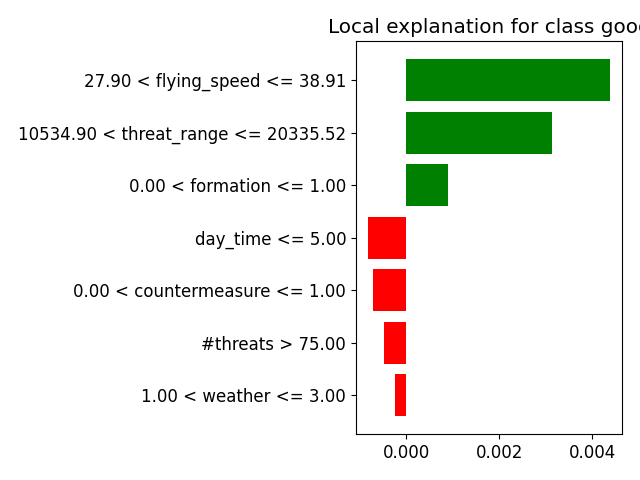 Local explanation for class good
27.90 < flying_speed <= 38.91
10534.90 < threat_range <= 20335.52
0.00 < formation <= 1.00
day_time <= 5.00
0.00 < countermeasure <= 1.00
#threats > 75.00
1.00 < weather <= 3.00
0.000 0.002 0.004